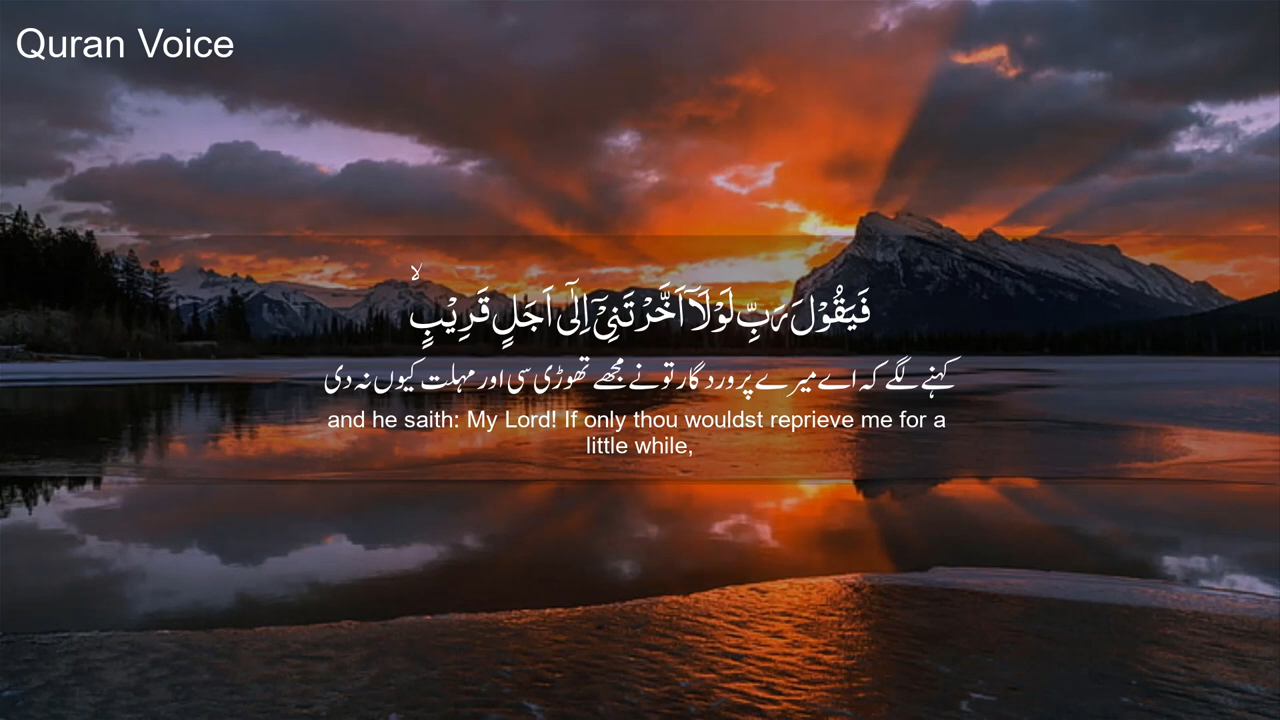 Quran Voice
فَيَقُوْلَ رَبِّ لَوْلَاۤ اَخَّرْتَنِىْۤ اِلٰٓى اَجَلٍ قَرِيْبٍۙ
کہنے لگے کہ اے میرے پروردگار تو نے مجھے تھوڑی سی اور مہلت کیوں نہ دی
and he saith: My Lord! If only thou wouldst reprieve me for a
little while,